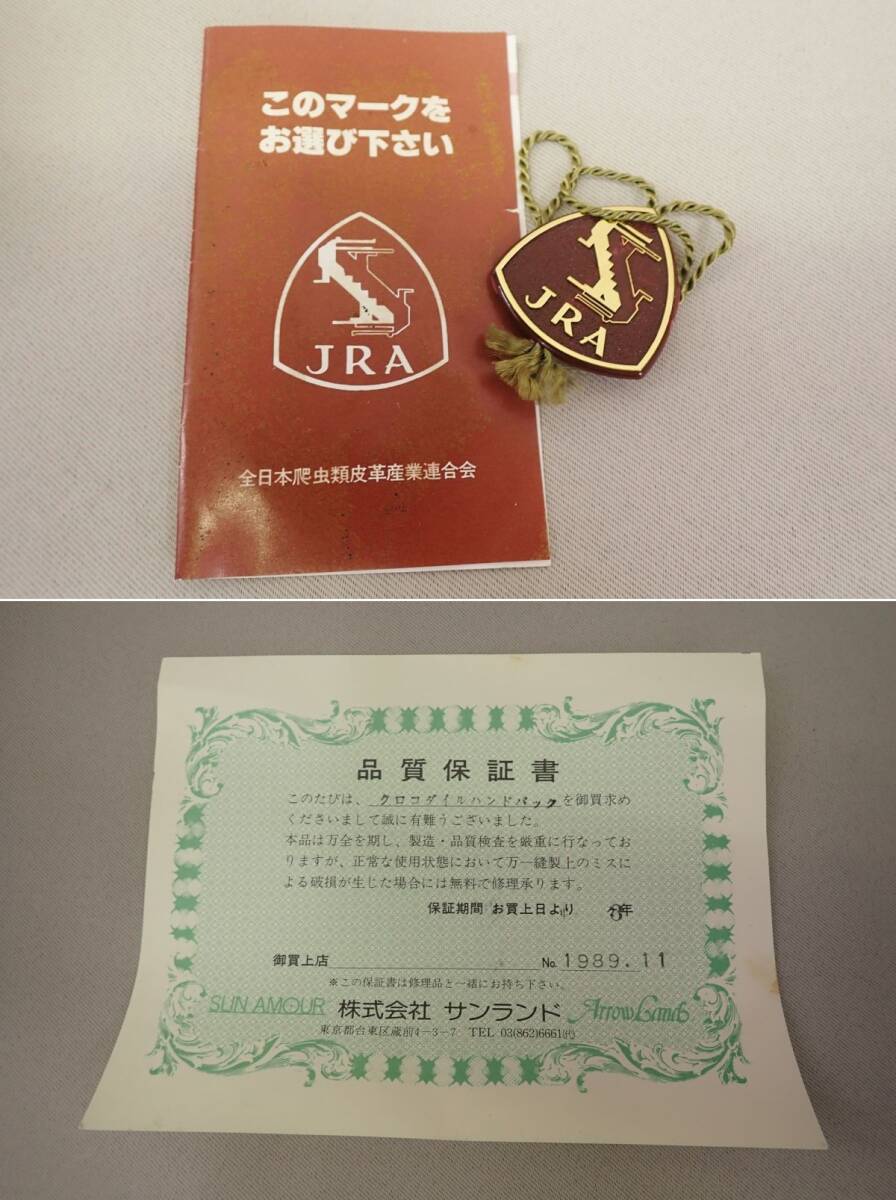 このマークを
お選び下さい
JRA
全日本爬虫類皮革産業連合会
JRA
品質保証書
このたびは、クロコダイルハンドバックを御買求め
くださいまして誠に有難うございました。
本品は万全を期し、製造・品質検査を厳重に行なってお
りますが、正常な使用状態において万一縫製上のミスに
よる破損が生じた場合には無料で修理承ります。
保証期間 お買上日より 3年
御買上店 No. 1989.11
※この保証書は修理品と一緒にお持ち下さい。
SUN AMOUR 株式会社 サンランド ArrowLand
東京都台東区蔵前4-3-7 TEL 03(862)6661(代)